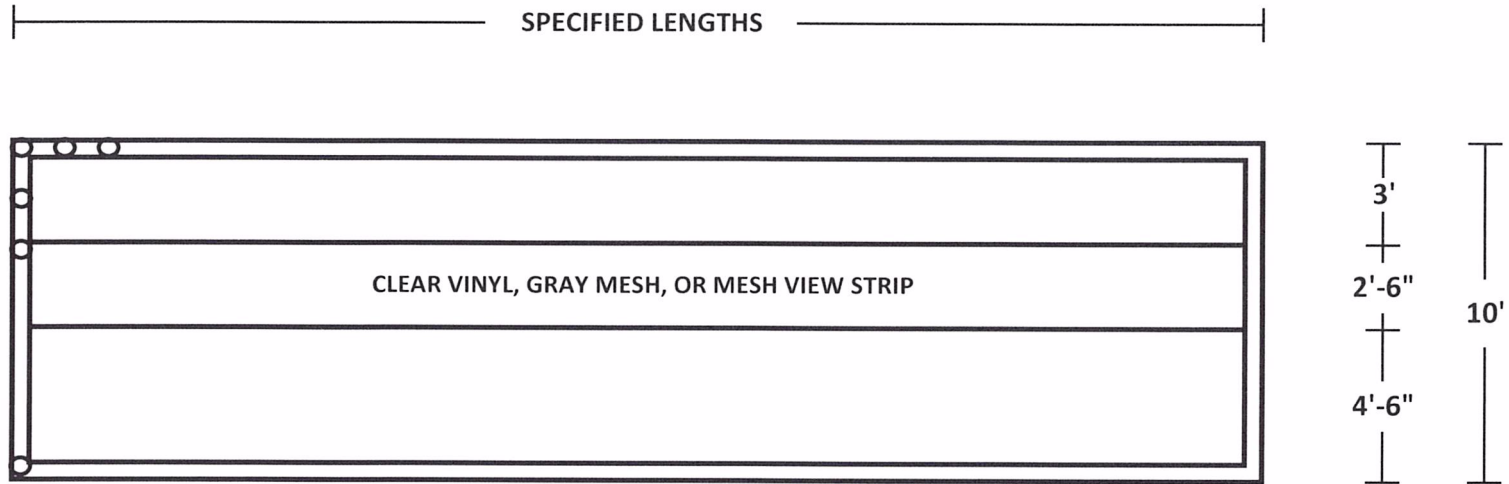 SPECIFIED LENGTHS
3'
CLEAR VINYL, GRAY MESH, OR MESH VIEW STRIP
2'-6"
10'
4'-6"